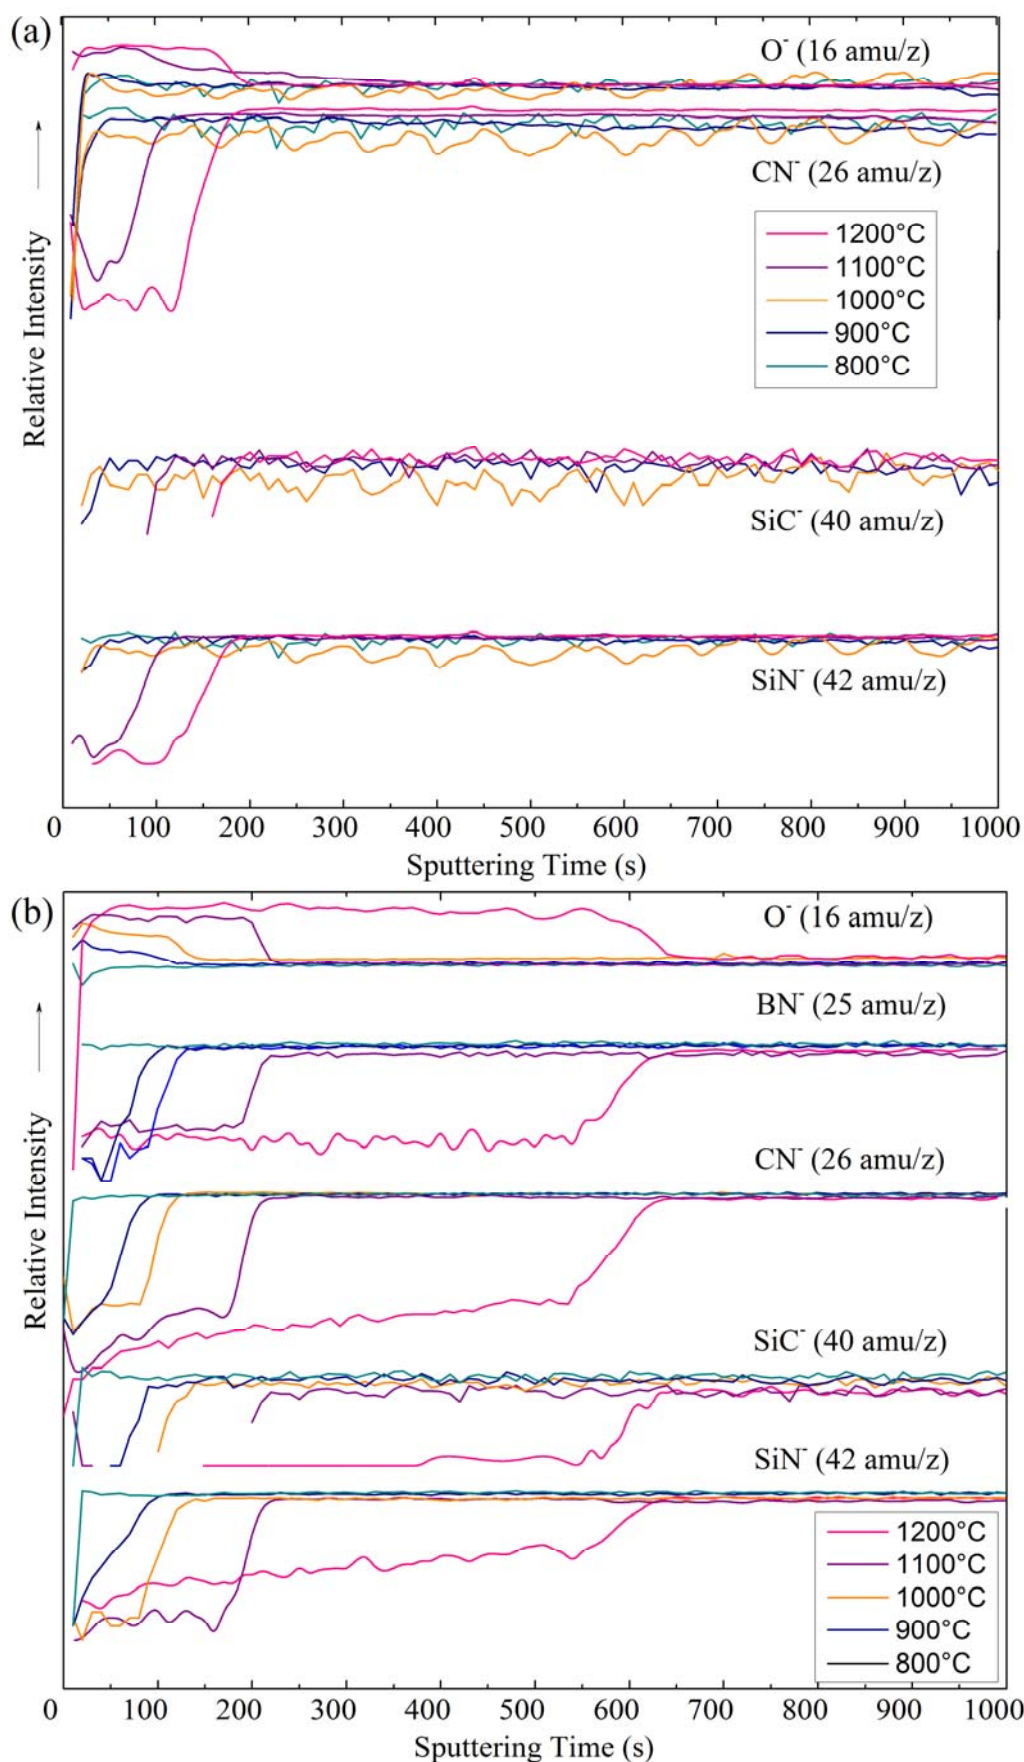 (a)
O⁻ (16 amu/z)
CN⁻ (26 amu/z)
1200°C
1100°C
1000°C
900°C
800°C
SiC⁻ (40 amu/z)
SiN⁻ (42 amu/z)
Relative Intensity
0 100 200 300 400 500 600 700 800 900 1000
Sputtering Time (s)
(b)
O⁻ (16 amu/z)
BN⁻ (25 amu/z)
CN⁻ (26 amu/z)
SiC⁻ (40 amu/z)
SiN⁻ (42 amu/z)
1200°C
1100°C
1000°C
900°C
800°C
Relative Intensity
0 100 200 300 400 500 600 700 800 900 1000
Sputtering Time (s)